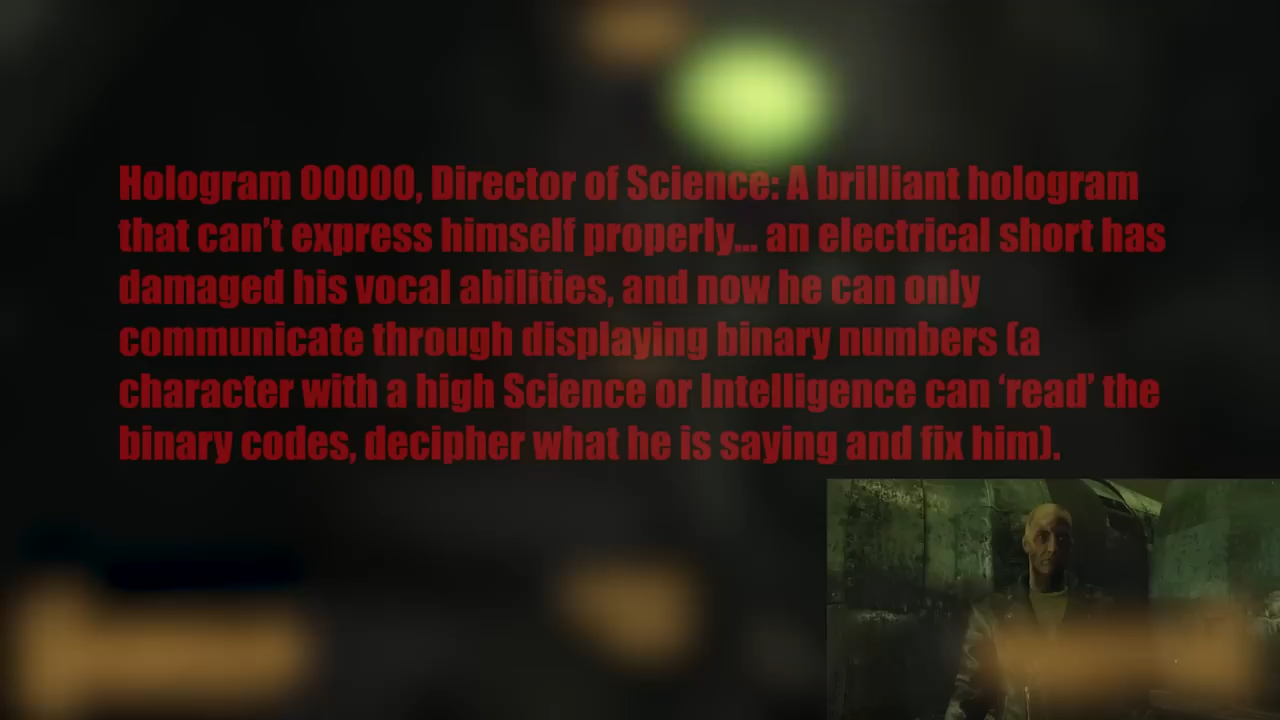 Hologram 00000, Director of Science: A brilliant hologram
that can’t express himself properly... an electrical short has
damaged his vocal abilities, and now he can only
communicate through displaying binary numbers (a
character with a high Science or Intelligence can ‘read’ the
binary codes, decipher what he is saying and fix him).